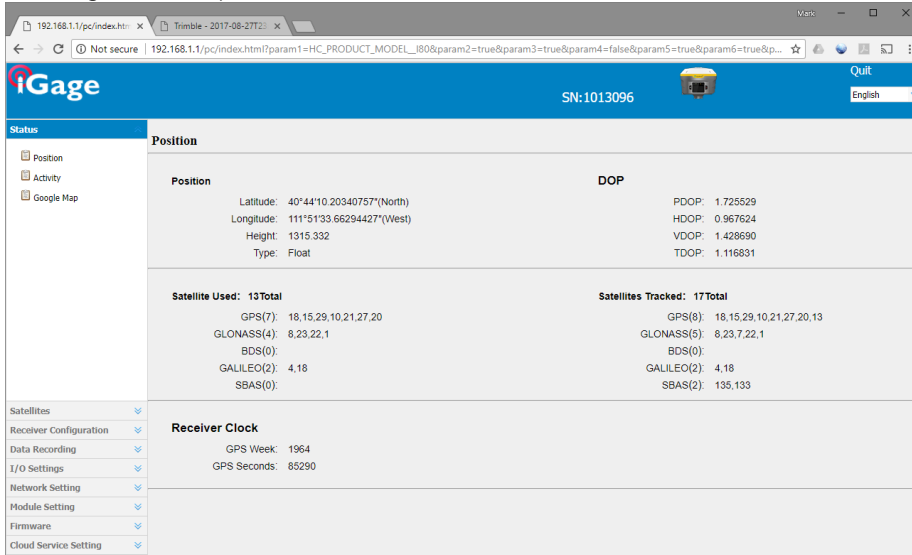 192.168.1.1/pc/index.htm
Trimble - 2017-08-27T23
Mark
Not secure | 192.168.1.1/pc/index.html?param1=HC_PRODUCT_MODEL__I80&param2=true&param3=true&param4=false&param5=true&param6=true&p...
iGage
SN:1013096
Quit
English
Status
Position
Activity
Google Map
Satellites
Receiver Configuration
Data Recording
I/O Settings
Network Setting
Module Setting
Firmware
Cloud Service Setting
Position
Position
Latitude: 40°44'10.20340757"(North)
Longitude: 111°51'33.66294427"(West)
Height: 1315.332
Type: Float
DOP
PDOP: 1.725529
HDOP: 0.967624
VDOP: 1.428690
TDOP: 1.116831
Satellite Used: 13Total
GPS(7): 18,15,29,10,21,27,20
GLONASS(4): 8,23,22,1
BDS(0):
GALILEO(2): 4,18
SBAS(0):
Satellites Tracked: 17Total
GPS(8): 18,15,29,10,21,27,20,13
GLONASS(5): 8,23,7,22,1
BDS(0):
GALILEO(2): 4,18
SBAS(2): 135,133
Receiver Clock
GPS Week: 1964
GPS Seconds: 85290